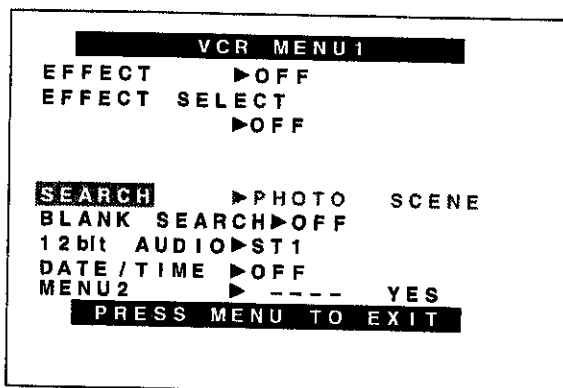 VCR MENU1
EFFECT ▶OFF
EFFECT SELECT
▶OFF
SEARCH ▶PHOTO SCENE
BLANK SEARCH▶OFF
12bit AUDIO▶ST1
DATE/TIME ▶OFF
MENU2 ▶ ---- YES
PRESS MENU TO EXIT